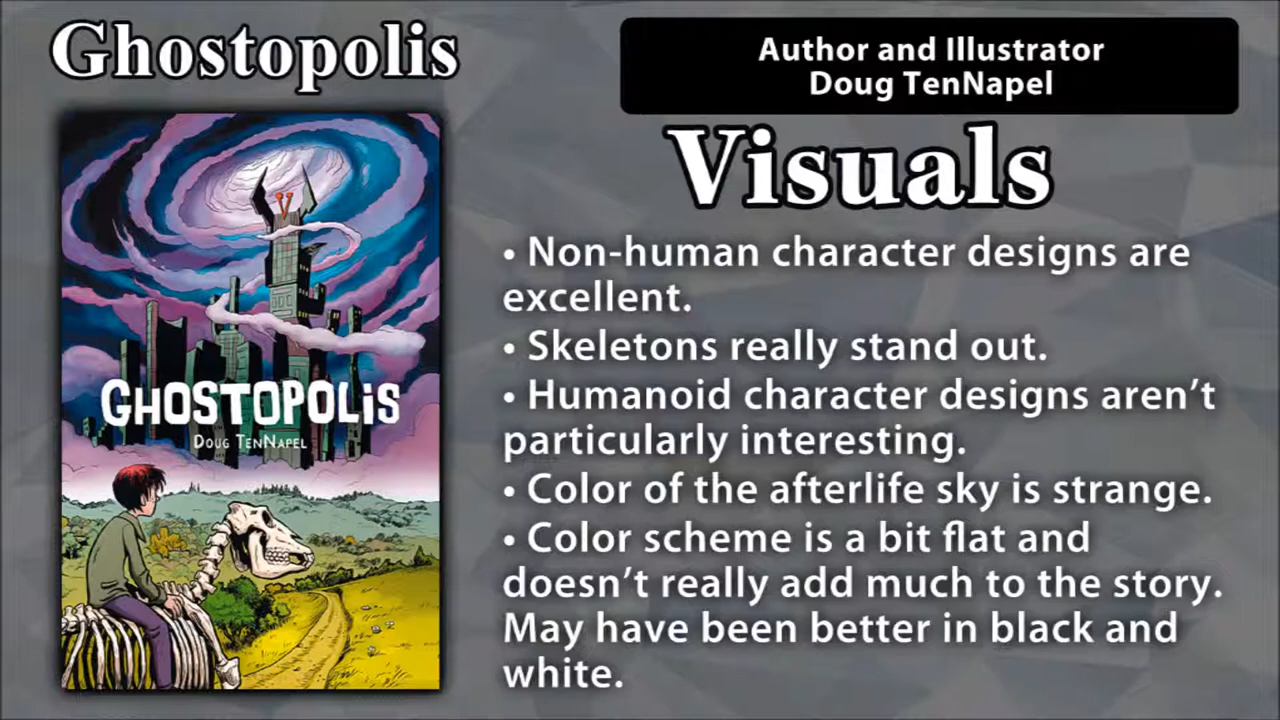 Ghostopolis
Author and Illustrator
Doug TenNapel
Visuals
• Non-human character designs are
excellent.
• Skeletons really stand out.
• Humanoid character designs aren’t
particularly interesting.
• Color of the afterlife sky is strange.
• Color scheme is a bit flat and
doesn’t really add much to the story.
May have been better in black and
white.
V
GHOSTOPOLiS
DOUG TENNAPEL